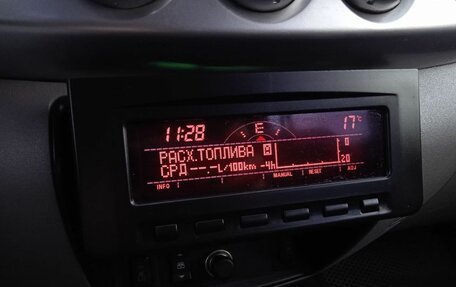 11:28 E 17°C
РАСХ.ТОПЛИВА A 0
СРД --.-L/100km -4h 20
INFO MANUAL RESET ADJ